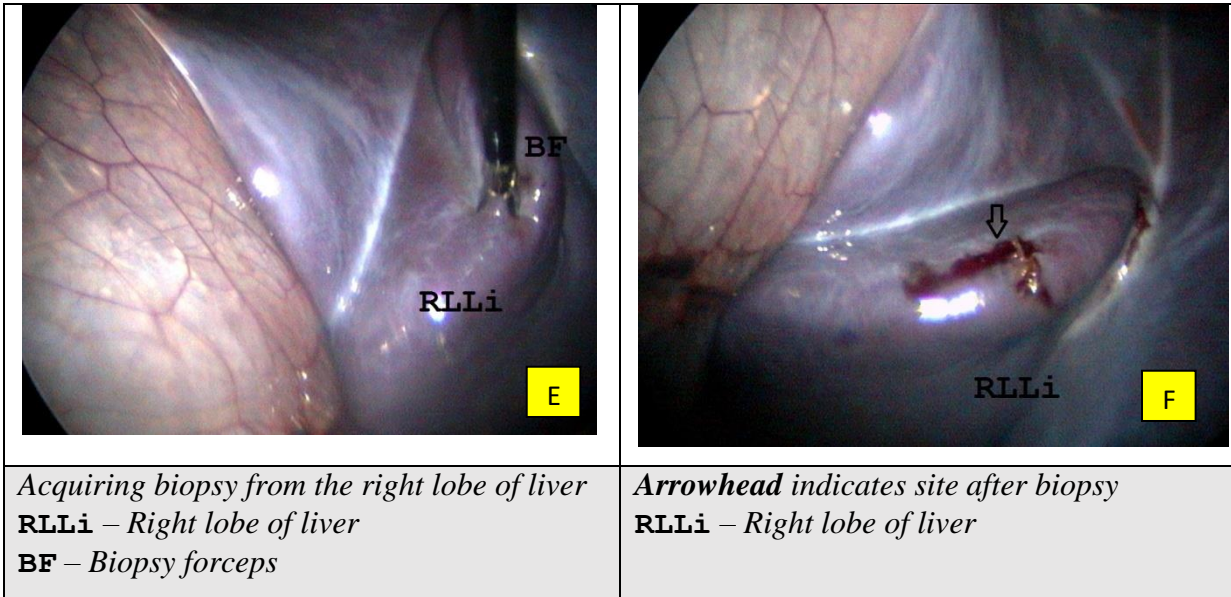 BF
RLLi
E
RLLi
F
Acquiring biopsy from the right lobe of liver
RLLi – Right lobe of liver
BF – Biopsy forceps
Arrowhead indicates site after biopsy
RLLi – Right lobe of liver